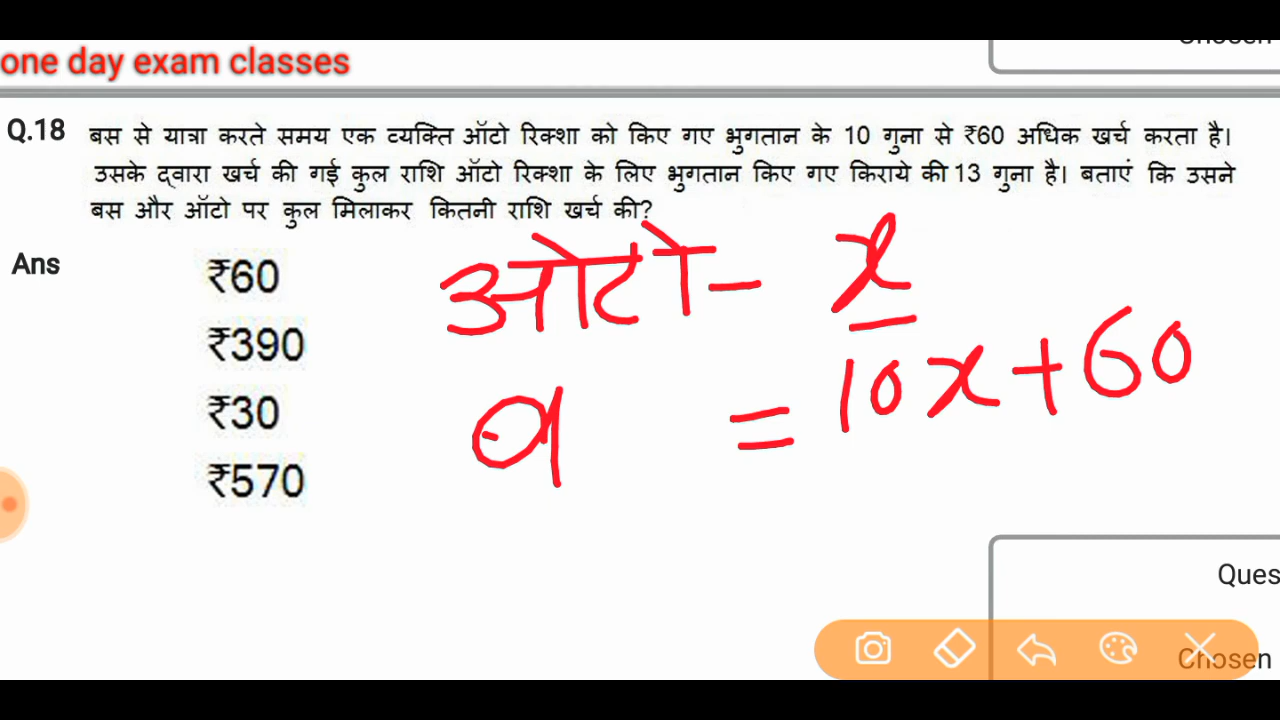 one day exam classes
Q.18 बस से यात्रा करते समय एक व्यक्ति ऑटो रिक्शा को किए गए भुगतान के 10 गुना से ₹60 अधिक खर्च करता है।
उसके द्वारा खर्च की गई कुल राशि ऑटो रिक्शा के लिए भुगतान किए गए किराये की 13 गुना है। बताएं कि उसने
बस और ऑटो पर कुल मिलाकर कितनी राशि खर्च की?
Ans
₹60
₹390
₹30
₹570
ओटो - x
ब = 10x + 60
Ques
Chosen